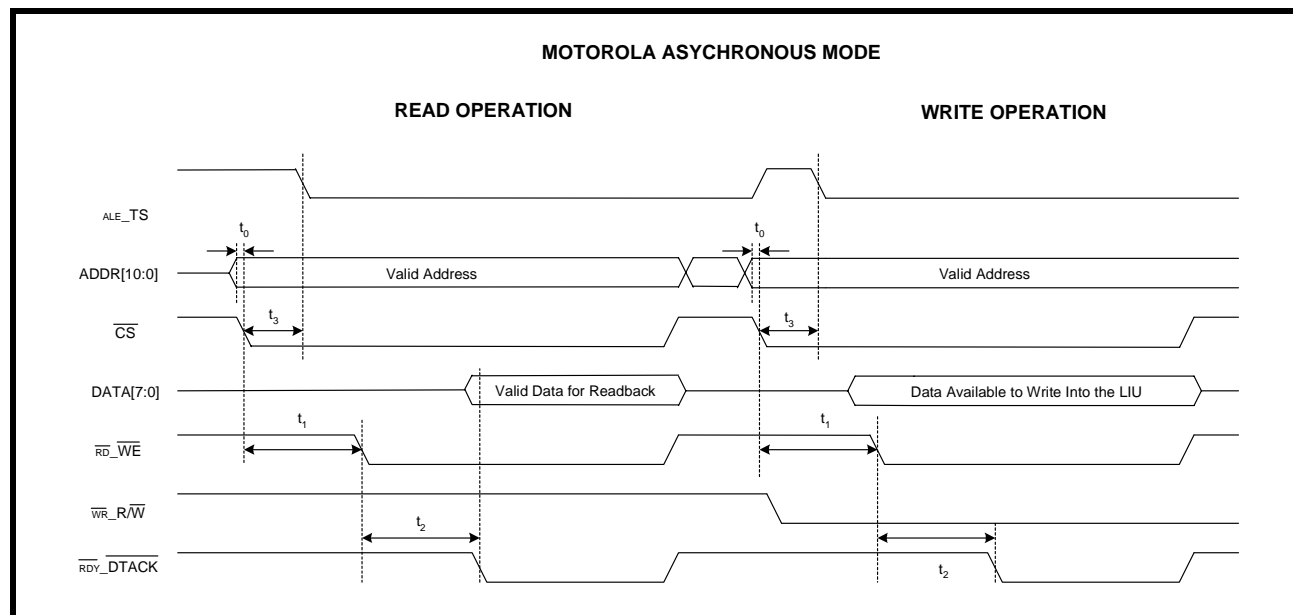 MOTOROLA ASYCHRONOUS MODE
READ OPERATION WRITE OPERATION
ALE_TS
t0 t0
ADDR[10:0] Valid Address Valid Address
CS t3 t3
DATA[7:0] Valid Data for Readback Data Available to Write Into the LIU
t1 t1
RD_WE
WR_R/W
t2
RDY_DTACK t2